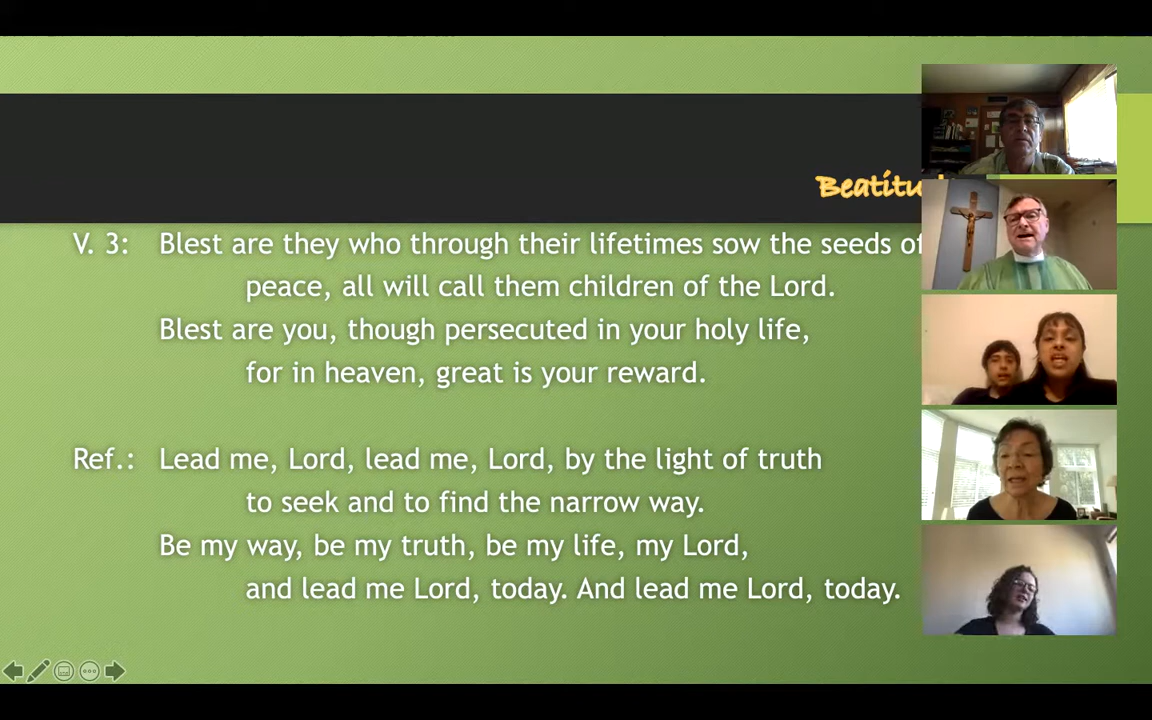 V. 3: Blest are they who through their lifetimes sow the seeds of
peace, all will call them children of the Lord.
Blest are you, though persecuted in your holy life,
for in heaven, great is your reward.
Ref.: Lead me, Lord, lead me, Lord, by the light of truth
to seek and to find the narrow way.
Be my way, be my truth, be my life, my Lord,
and lead me Lord, today. And lead me Lord, today.